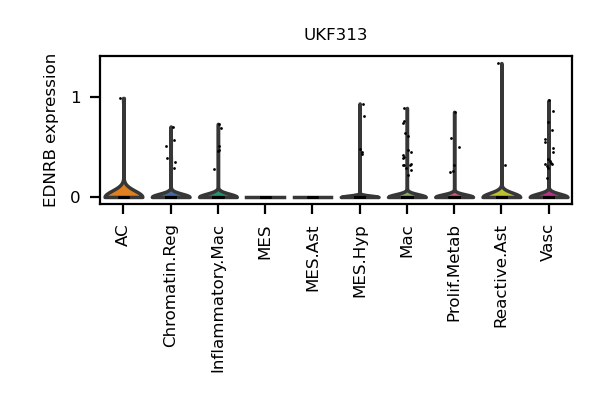 UKF313
EDNRB expression
1
0
AC
Chromatin.Reg
Inflammatory.Mac
MES
MES.Ast
MES.Hyp
Mac
Prolif.Metab
Reactive.Ast
Vasc